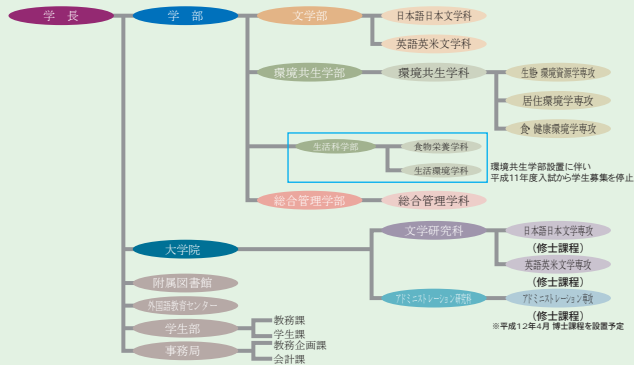 学 長
学 部
文学部
日本語日本文学科
英語英米文学科
環境共生学部
環境共生学科
生態・環境資源学専攻
居住環境学専攻
食・健康環境学専攻
生活科学部
食物栄養学科
生活環境学科
環境共生学部設置に伴い
平成11年度入試から学生募集を停止
総合管理学部
総合管理学科
大学院
文学研究科
日本語日本文学専攻
(修士課程)
英語英米文学専攻
(修士課程)
アドミニストレーション研究科
アドミニストレーション専攻
(修士課程)
※平成12年4月 博士課程を設置予定
附属図書館
外国語教育センター
学生部
教務課
学生課
事務局
教務企画課
会計課